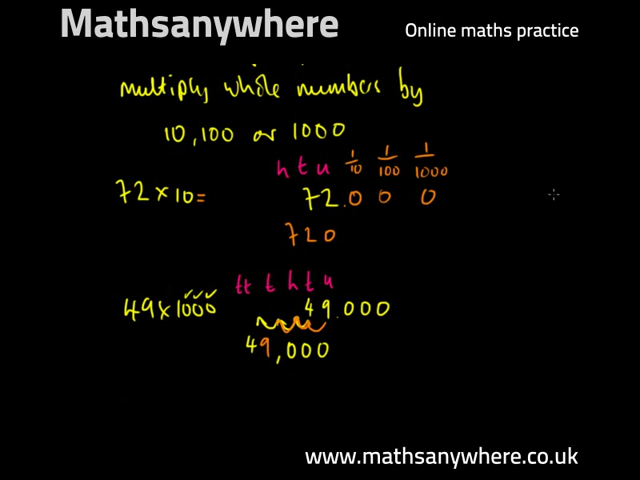 Mathsanywhere
Online maths practice
multiply whole numbers by
10,100 or 1000
h t u 1/10 1/100 1/1000
72 × 10 = 72.0 0 0
720
tt t h t u
49 × 1000 49.000
49,000
www.mathsanywhere.co.uk